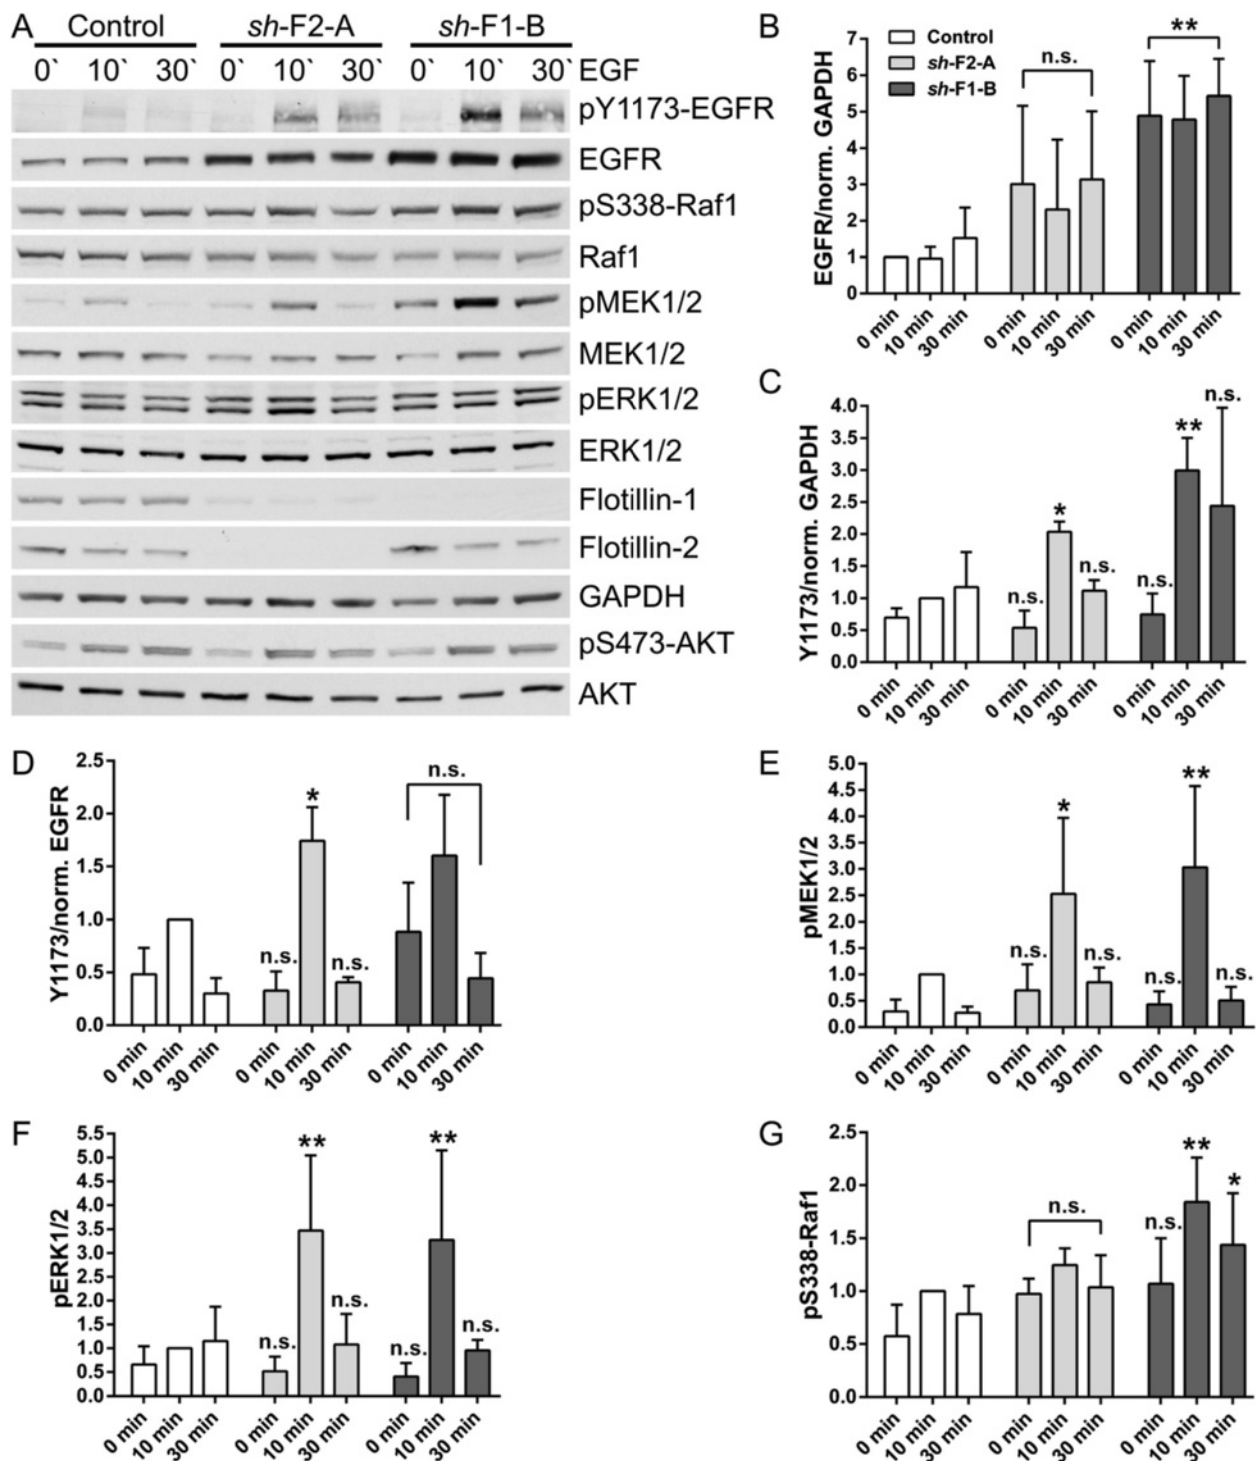 A
Control
sh-F2-A
sh-F1-B
0` 10` 30` 0` 10` 30` 0` 10` 30` EGF
pY1173-EGFR
EGFR
pS338-Raf1
Raf1
pMEK1/2
MEK1/2
pERK1/2
ERK1/2
Flotillin-1
Flotillin-2
GAPDH
pS473-AKT
AKT
B
EGFR/norm. GAPDH
7
6
5
4
3
2
1
0
Control
sh-F2-A
sh-F1-B
n.s.
**
0 min 10 min 30 min 0 min 10 min 30 min 0 min 10 min 30 min
C
Y1173/norm. GAPDH
4.0
3.5
3.0
2.5
2.0
1.5
1.0
0.5
0.0
n.s. * n.s. n.s. ** n.s.
0 min 10 min 30 min 0 min 10 min 30 min 0 min 10 min 30 min
D
Y1173/norm. EGFR
2.5
2.0
1.5
1.0
0.5
0.0
n.s. * n.s. n.s.
0 min 10 min 30 min 0 min 10 min 30 min 0 min 10 min 30 min
E
pMEK1/2
5.0
4.5
4.0
3.5
3.0
2.5
2.0
1.5
1.0
0.5
0.0
n.s. * n.s. n.s. ** n.s.
0 min 10 min 30 min 0 min 10 min 30 min 0 min 10 min 30 min
F
pERK1/2
5.5
5.0
4.5
4.0
3.5
3.0
2.5
2.0
1.5
1.0
0.5
0.0
n.s. ** n.s. n.s. ** n.s.
0 min 10 min 30 min 0 min 10 min 30 min 0 min 10 min 30 min
G
pS338-Raf1
2.5
2.0
1.5
1.0
0.5
0.0
n.s. n.s. ** *
0 min 10 min 30 min 0 min 10 min 30 min 0 min 10 min 30 min